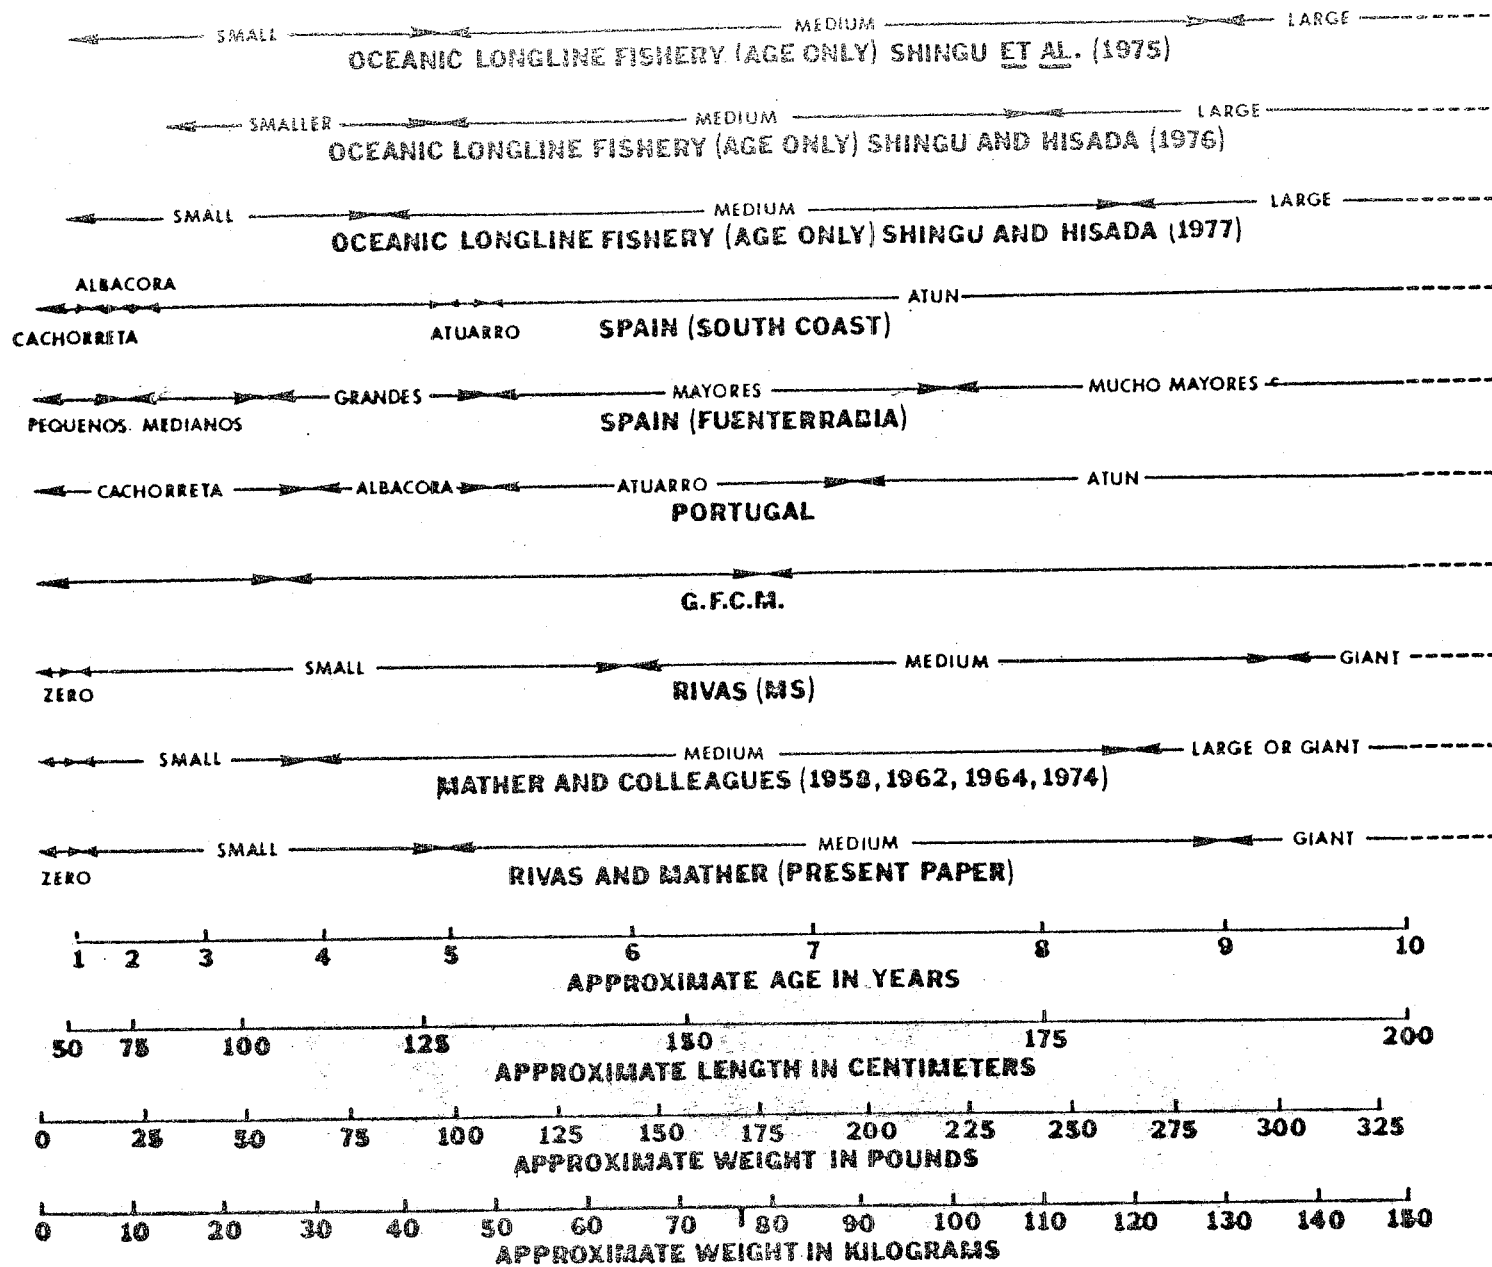 SMALL MEDIUM LARGE
OCEANIC LONGLINE FISHERY (AGE ONLY) SHINGU ET AL. (1975)
SMALLER MEDIUM LARGE
OCEANIC LONGLINE FISHERY (AGE ONLY) SHINGU AND HISADA (1976)
SMALL MEDIUM LARGE
OCEANIC LONGLINE FISHERY (AGE ONLY) SHINGU AND HISADA (1977)
ALBACORA
ATUN
CACHORRETA ATUARRO SPAIN (SOUTH COAST)
GRANDES MAYORES MUCHO MAYORES
PEQUENOS MEDIANOS SPAIN (FUENTERRABIA)
CACHORRETA ALBACORA ATUARRO ATUN
PORTUGAL
G.F.C.M.
SMALL MEDIUM GIANT
ZERO RIVAS (MS)
SMALL MEDIUM LARGE OR GIANT
MATHER AND COLLEAGUES (1958, 1962, 1964, 1974)
SMALL MEDIUM GIANT
ZERO RIVAS AND MATHER (PRESENT PAPER)
1 2 3 4 5 6 7 8 9 10
APPROXIMATE AGE IN YEARS
50 75 100 125 150 175 200
APPROXIMATE LENGTH IN CENTIMETERS
0 25 50 75 100 125 150 175 200 225 250 275 300 325
APPROXIMATE WEIGHT IN POUNDS
0 10 20 30 40 50 60 70 80 90 100 110 120 130 140 150
APPROXIMATE WEIGHT IN KILOGRAMS